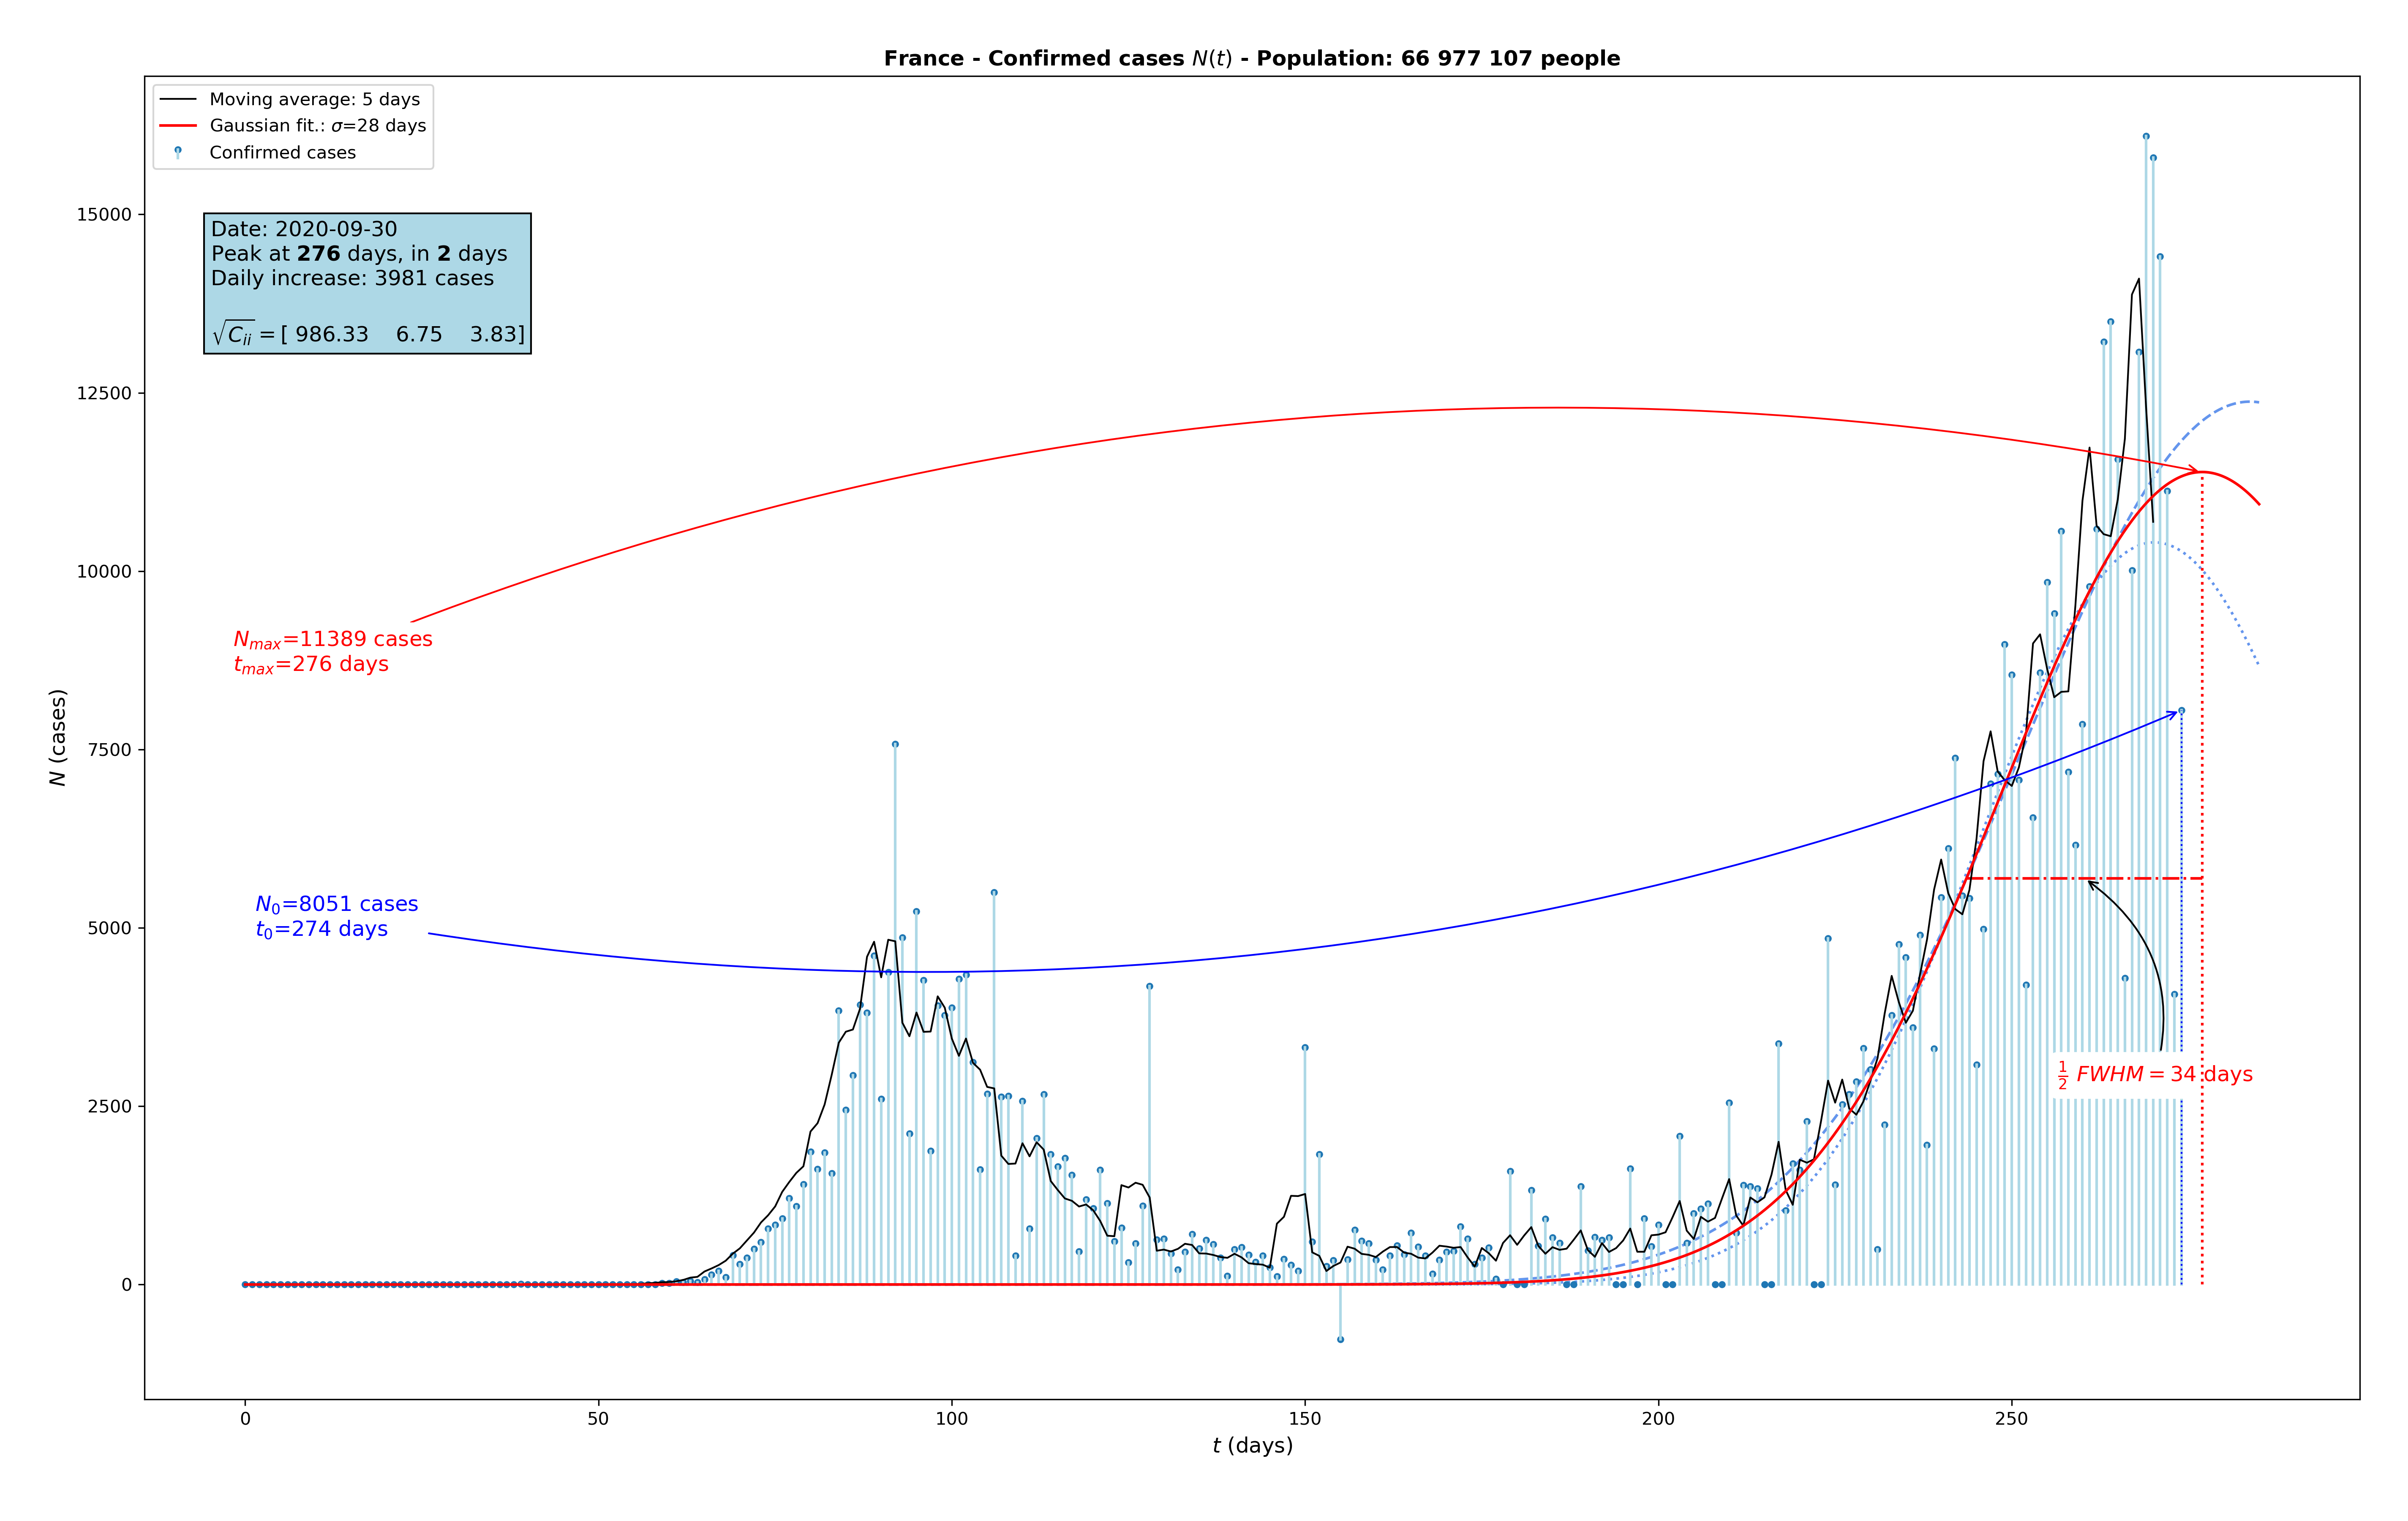 France - Confirmed cases N(t) - Population: 66 977 107 people
Moving average: 5 days
Gaussian fit.: σ=28 days
Confirmed cases
Date: 2020-09-30
Peak at 276 days, in 2 days
Daily increase: 3981 cases
√C_ii = [ 986.33 6.75 3.83]
N_max=11389 cases
t_max=276 days
N_0=8051 cases
t_0=274 days
1/2 FWHM = 34 days
N (cases)
15000
12500
10000
7500
5000
2500
0
0 50 100 150 200 250
t (days)